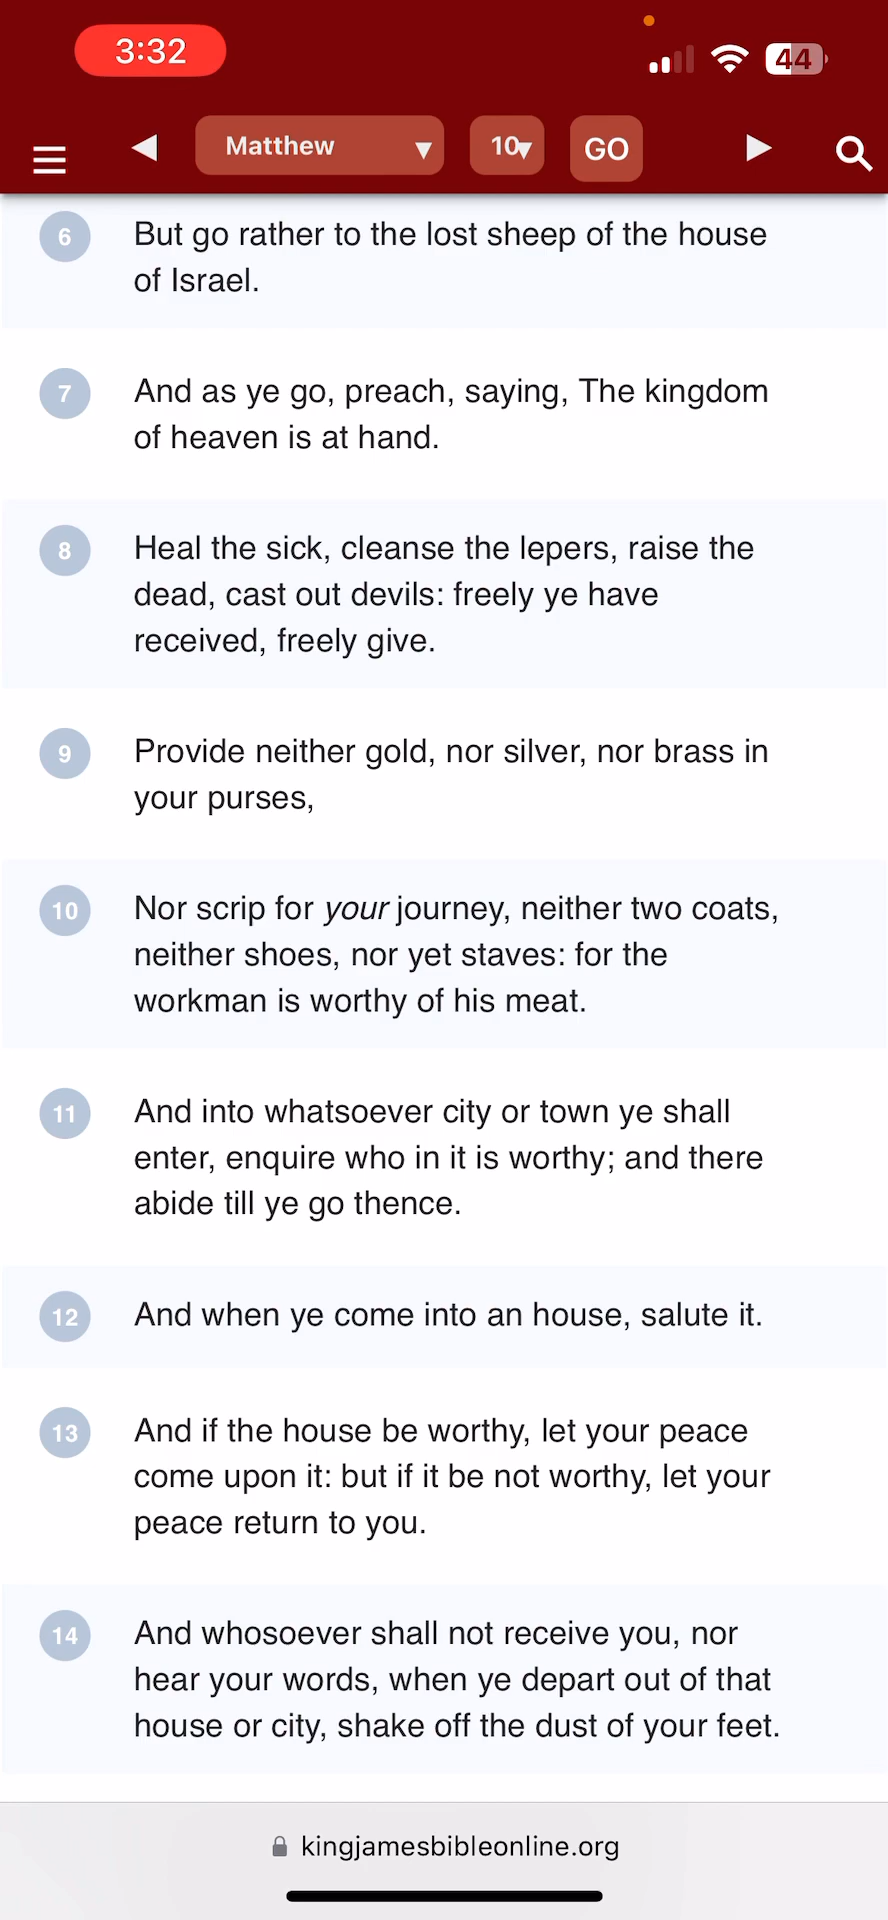 3:32
44
Matthew
10
GO
6 But go rather to the lost sheep of the house
of Israel.
7 And as ye go, preach, saying, The kingdom
of heaven is at hand.
8 Heal the sick, cleanse the lepers, raise the
dead, cast out devils: freely ye have
received, freely give.
9 Provide neither gold, nor silver, nor brass in
your purses,
10 Nor scrip for your journey, neither two coats,
neither shoes, nor yet staves: for the
workman is worthy of his meat.
11 And into whatsoever city or town ye shall
enter, enquire who in it is worthy; and there
abide till ye go thence.
12 And when ye come into an house, salute it.
13 And if the house be worthy, let your peace
come upon it: but if it be not worthy, let your
peace return to you.
14 And whosoever shall not receive you, nor
hear your words, when ye depart out of that
house or city, shake off the dust of your feet.
kingjamesbibleonline.org